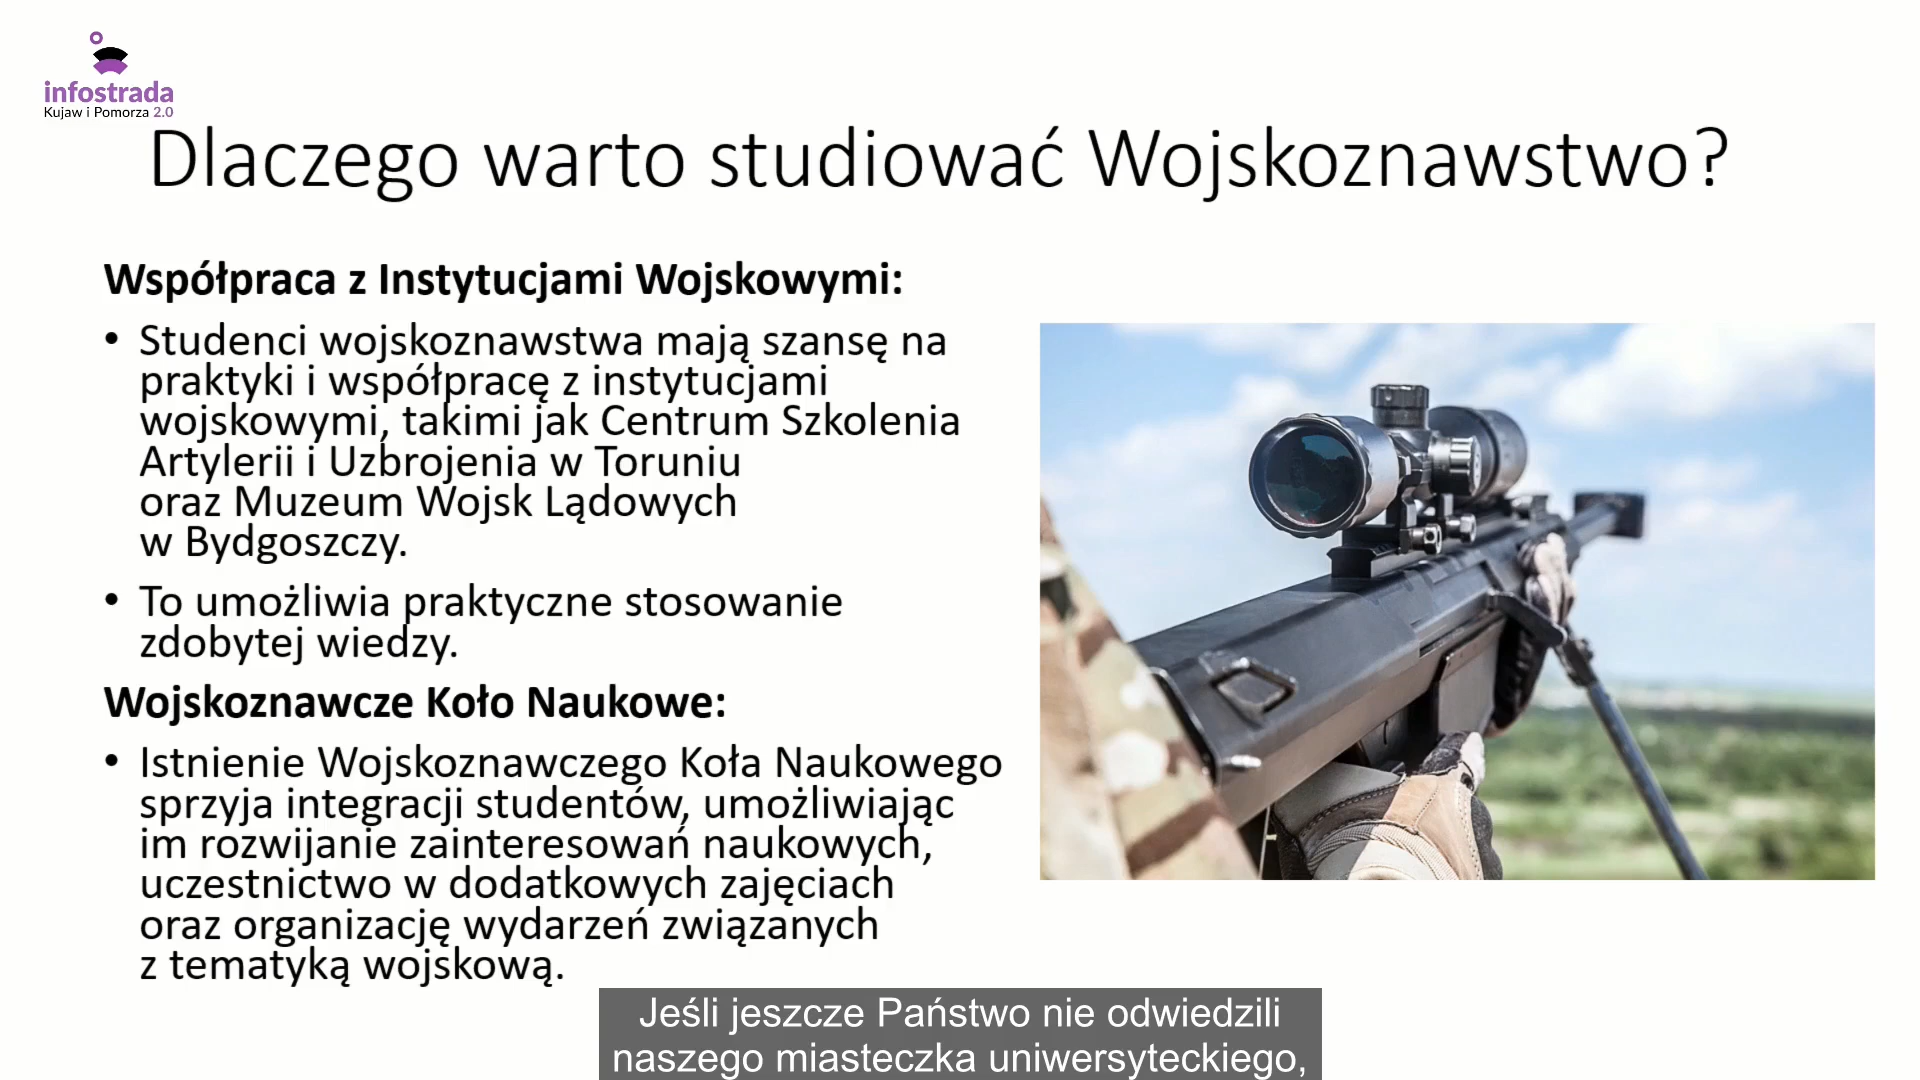 infostrada
Kujaw i Pomorza 2.0
Dlaczego warto studiować Wojskoznawstwo?
Współpraca z Instytucjami Wojskowymi:
• Studenci wojskoznawstwa mają szansę na
praktyki i współpracę z instytucjami
wojskowymi, takimi jak Centrum Szkolenia
Artylerii i Uzbrojenia w Toruniu
oraz Muzeum Wojsk Lądowych
w Bydgoszczy.
• To umożliwia praktyczne stosowanie
zdobytej wiedzy.
Wojskoznawcze Koło Naukowe:
• Istnienie Wojskoznawczego Koła Naukowego
sprzyja integracji studentów, umożliwiając
im rozwijanie zainteresowań naukowych,
uczestnictwo w dodatkowych zajęciach
oraz organizację wydarzeń związanych
z tematyką wojskową.
Jeśli jeszcze Państwo nie odwiedzili
naszego miasteczka uniwersyteckiego,